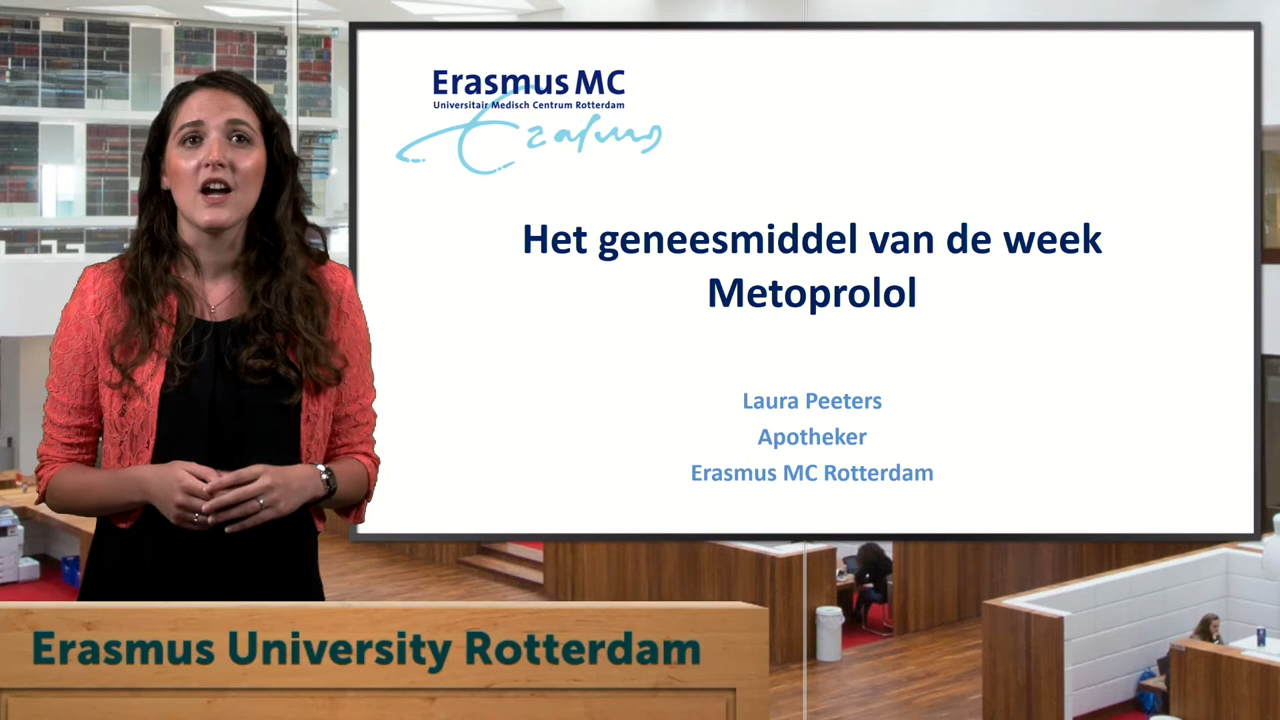 Erasmus MC
Universitair Medisch Centrum Rotterdam
Erasmus
Het geneesmiddel van de week
Metoprolol
Laura Peeters
Apotheker
Erasmus MC Rotterdam
Erasmus University Rotterdam